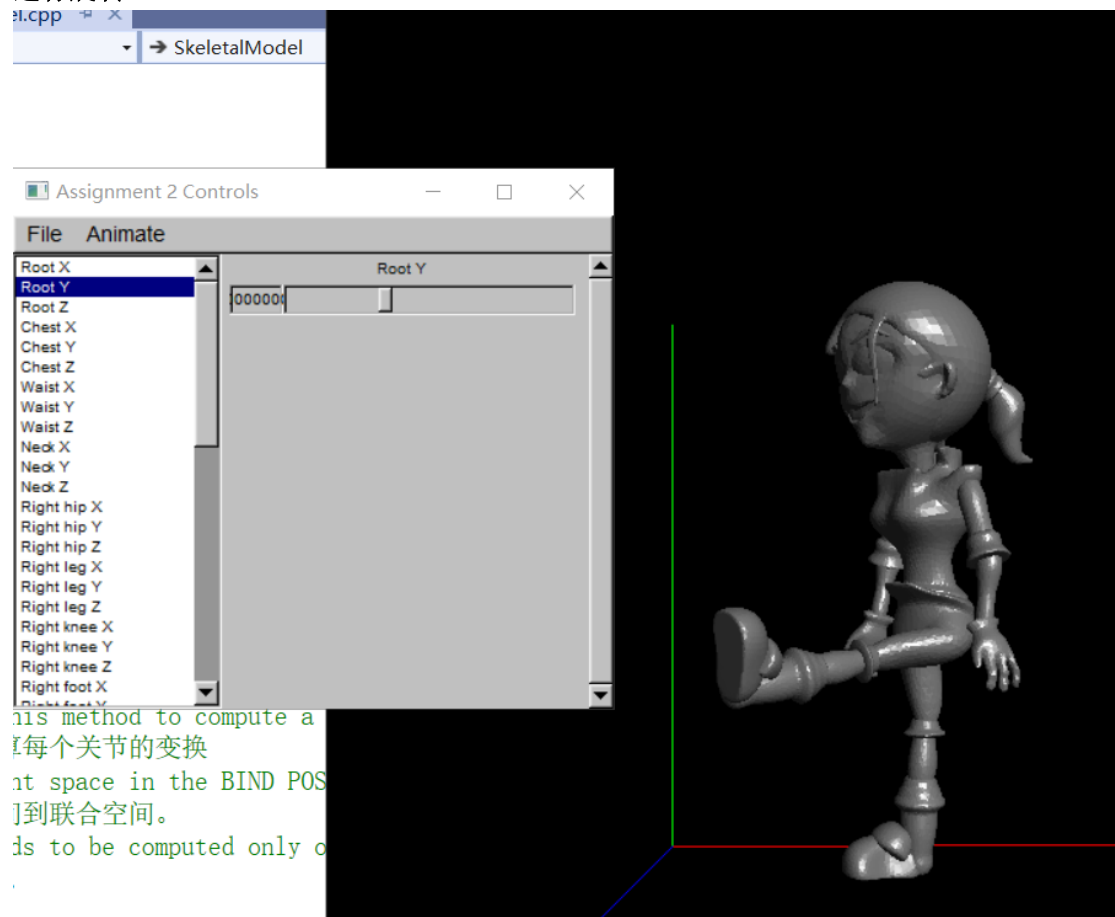 el.cpp
SkeletalModel
Assignment 2 Controls
File Animate
Root X
Root Y
Root Z
Chest X
Chest Y
Chest Z
Waist X
Waist Y
Waist Z
Neck X
Neck Y
Neck Z
Right hip X
Right hip Y
Right hip Z
Right leg X
Right leg Y
Right leg Z
Right knee X
Right knee Y
Right knee Z
Right foot X
Right foot Y
Root Y
000000
his method to compute a
每个关节的变换
nt space in the BIND POS
到联合空间。
ds to be computed only o